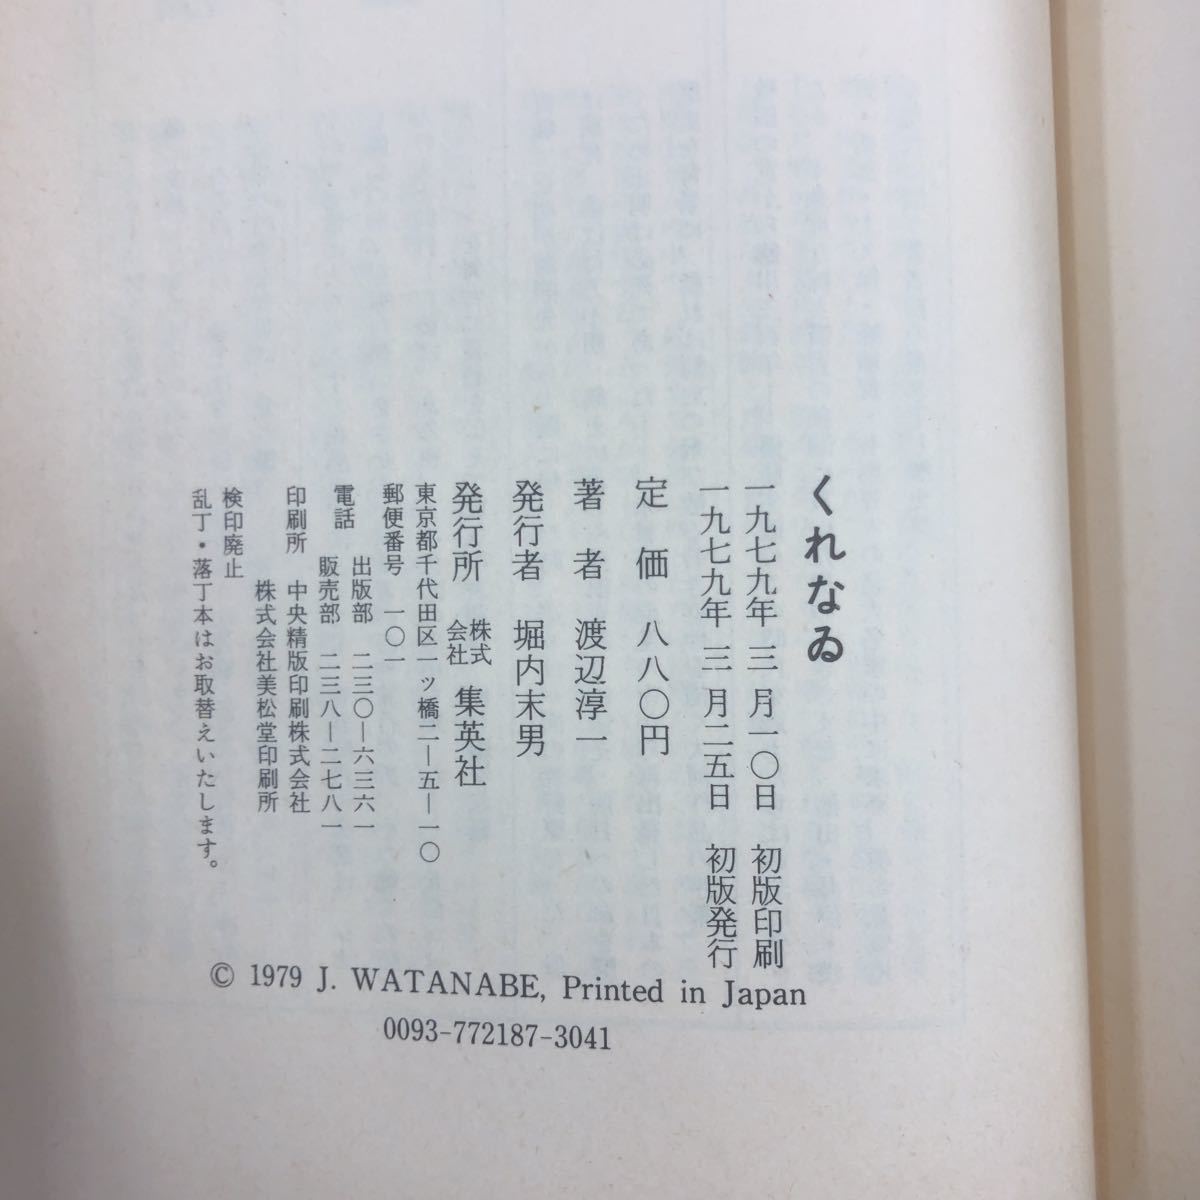 くれなゐ
一九七九年 三 月一〇日 初版印刷
一九七九年 三 月二五日 初版発行
定価 八八〇円
著者 渡辺淳一
発行者 堀内末男
発行所 株式会社 集英社
東京都千代田区一ツ橋二―五―一〇
郵便番号 一〇一
電話 出版部 二三〇―六三六一
販売部 二三八―二七八一
印刷所 中央精版印刷株式会社
株式会社美松堂印刷所
検印廃止
乱丁・落丁本はお取替えいたします。
© 1979 J. WATANABE, Printed in Japan
0093-772187-3041